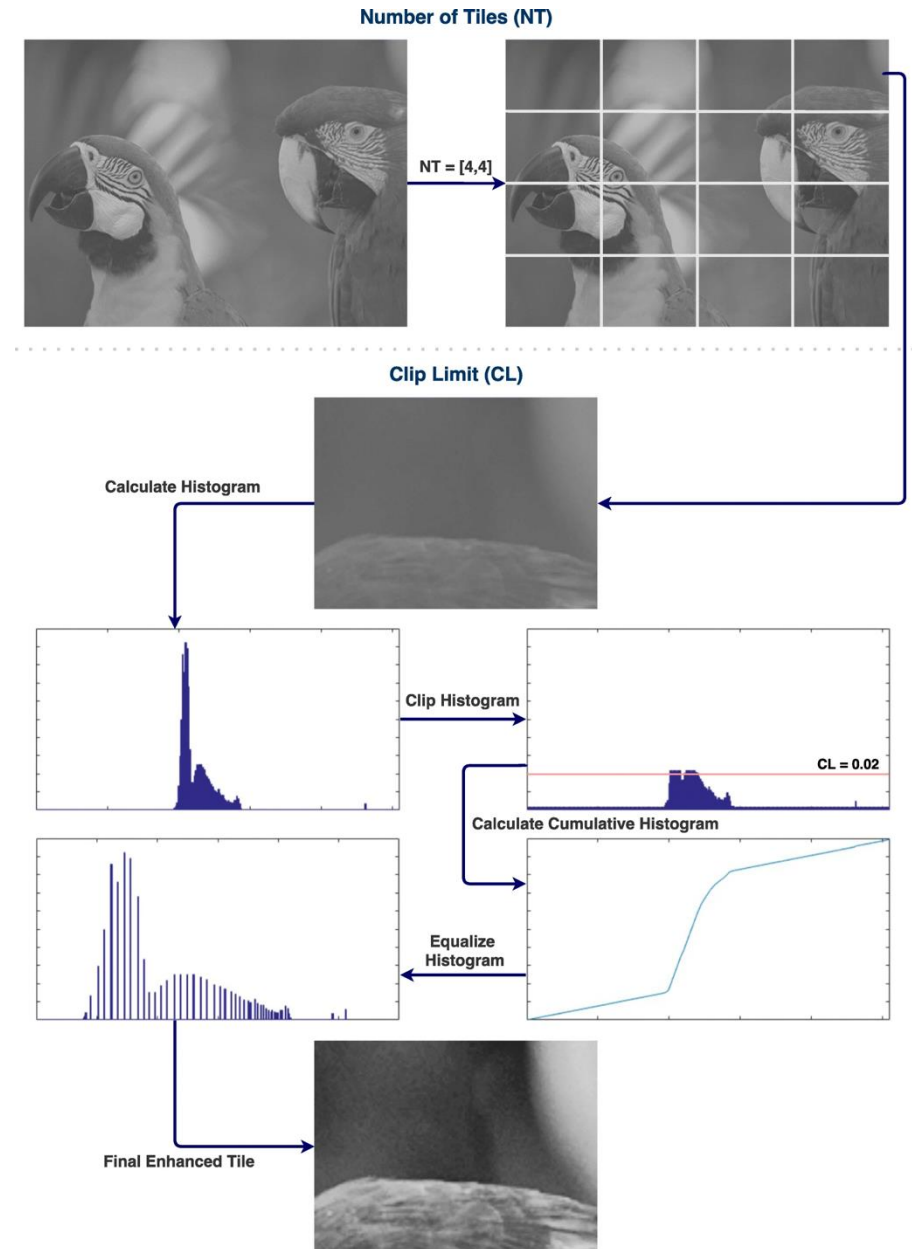 Number of Tiles (NT)
NT = [4,4]
Clip Limit (CL)
Calculate Histogram
Clip Histogram
CL = 0.02
Calculate Cumulative Histogram
Equalize
Histogram
Final Enhanced Tile